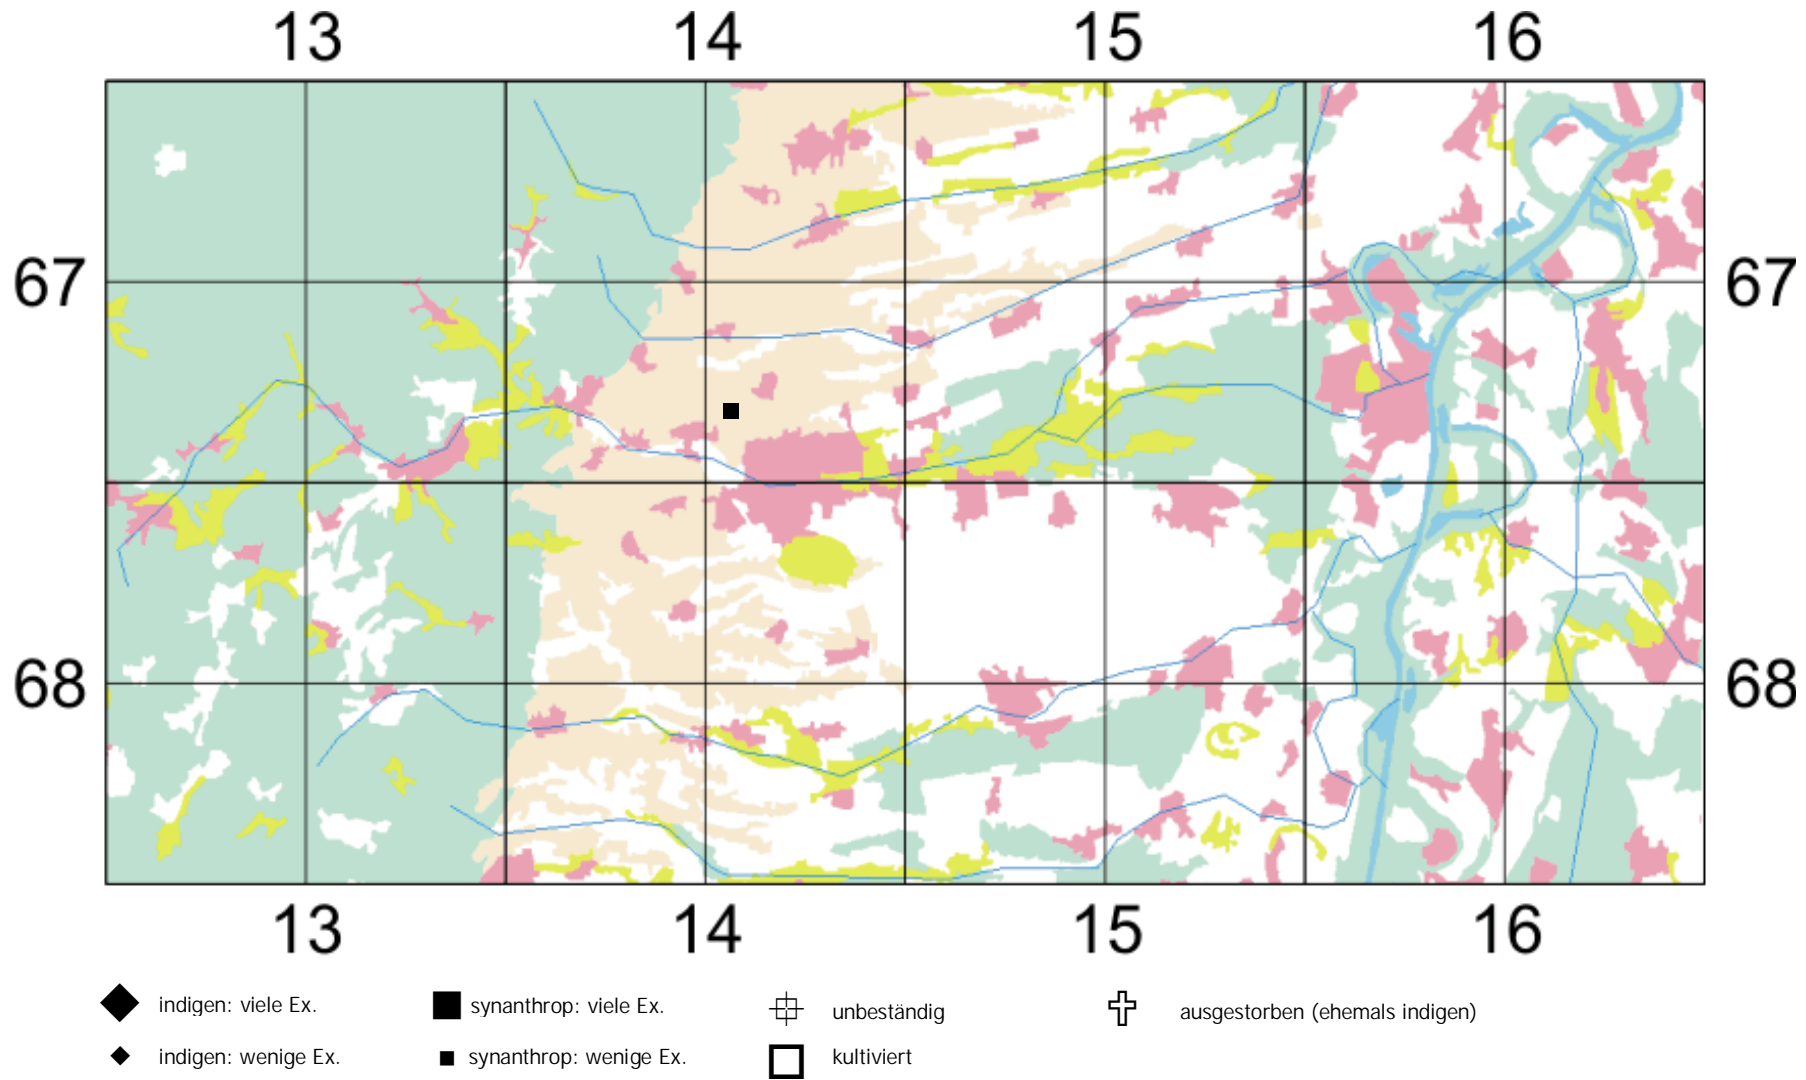 13 14 15 16
67 67
68 68
13 14 15 16
indigen: viele Ex. synanthrop: viele Ex. unbeständig ausgestorben (ehemals indigen)
indigen: wenige Ex. synanthrop: wenige Ex. kultiviert